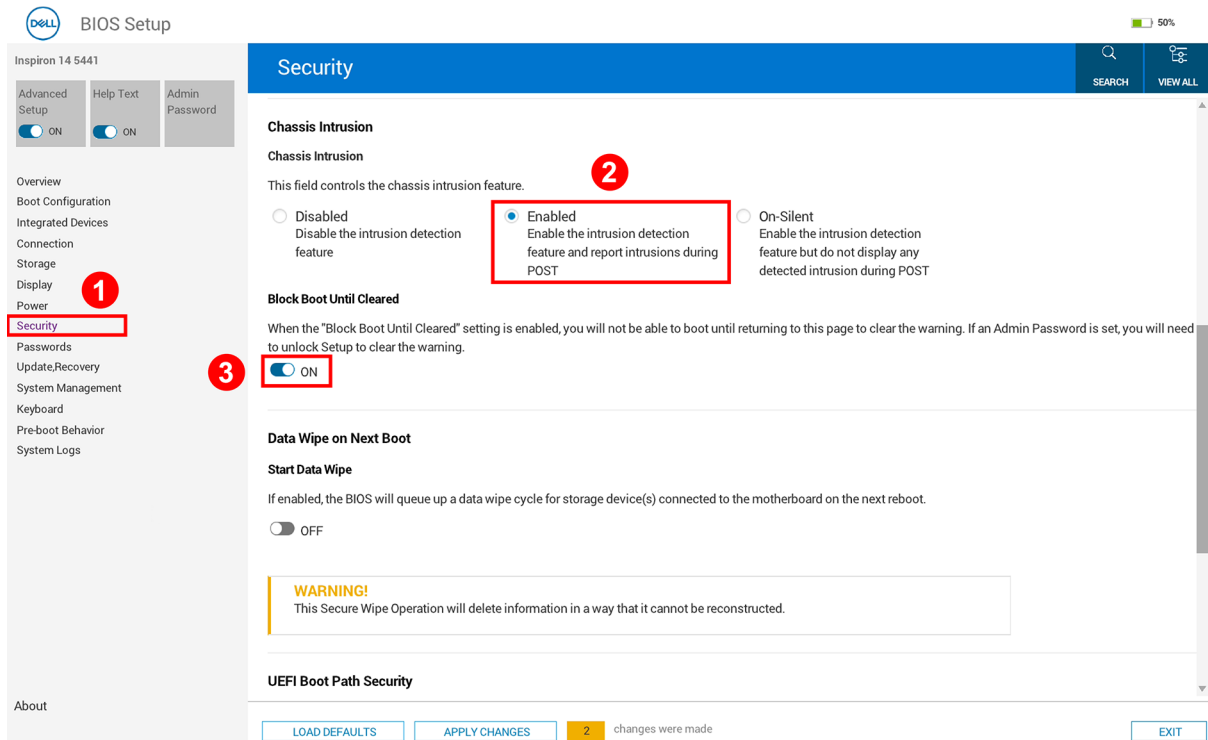 DELL
BIOS Setup
50%
Inspiron 14 5441
Advanced Setup
ON
Help Text
ON
Admin Password
Overview
Boot Configuration
Integrated Devices
Connection
Storage
Display
Power
1
Security
Passwords
Update,Recovery
System Management
Keyboard
Pre-boot Behavior
System Logs
About
Security
SEARCH
VIEW ALL
Chassis Intrusion
Chassis Intrusion
This field controls the chassis intrusion feature.
2
Disabled
Disable the intrusion detection
feature
Enabled
Enable the intrusion detection
feature and report intrusions during
POST
On-Silent
Enable the intrusion detection
feature but do not display any
detected intrusion during POST
Block Boot Until Cleared
When the "Block Boot Until Cleared" setting is enabled, you will not be able to boot until returning to this page to clear the warning. If an Admin Password is set, you will need
to unlock Setup to clear the warning.
3
ON
Data Wipe on Next Boot
Start Data Wipe
If enabled, the BIOS will queue up a data wipe cycle for storage device(s) connected to the motherboard on the next reboot.
OFF
WARNING!
This Secure Wipe Operation will delete information in a way that it cannot be reconstructed.
UEFI Boot Path Security
LOAD DEFAULTS
APPLY CHANGES
2
changes were made
EXIT